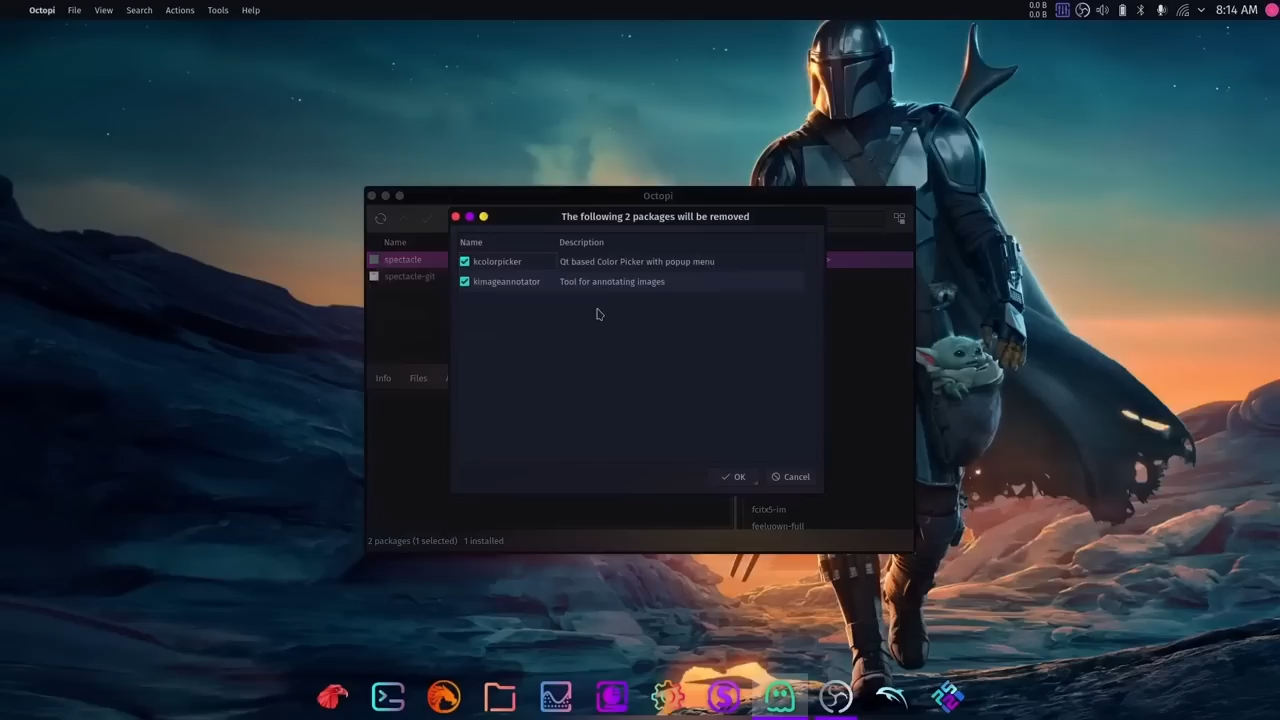 Octopi File View Search Actions Tools Help
0.0 B
0.0 B
8:14 AM
Octopi
The following 2 packages will be removed
Name
spectacle
spectacle-git
Name Description
kcolorpicker Qt based Color Picker with popup menu
kimageannotator Tool for annotating images
Info Files
OK Cancel
fcitx5-im
feeluown-full
2 packages (1 selected) 1 installed